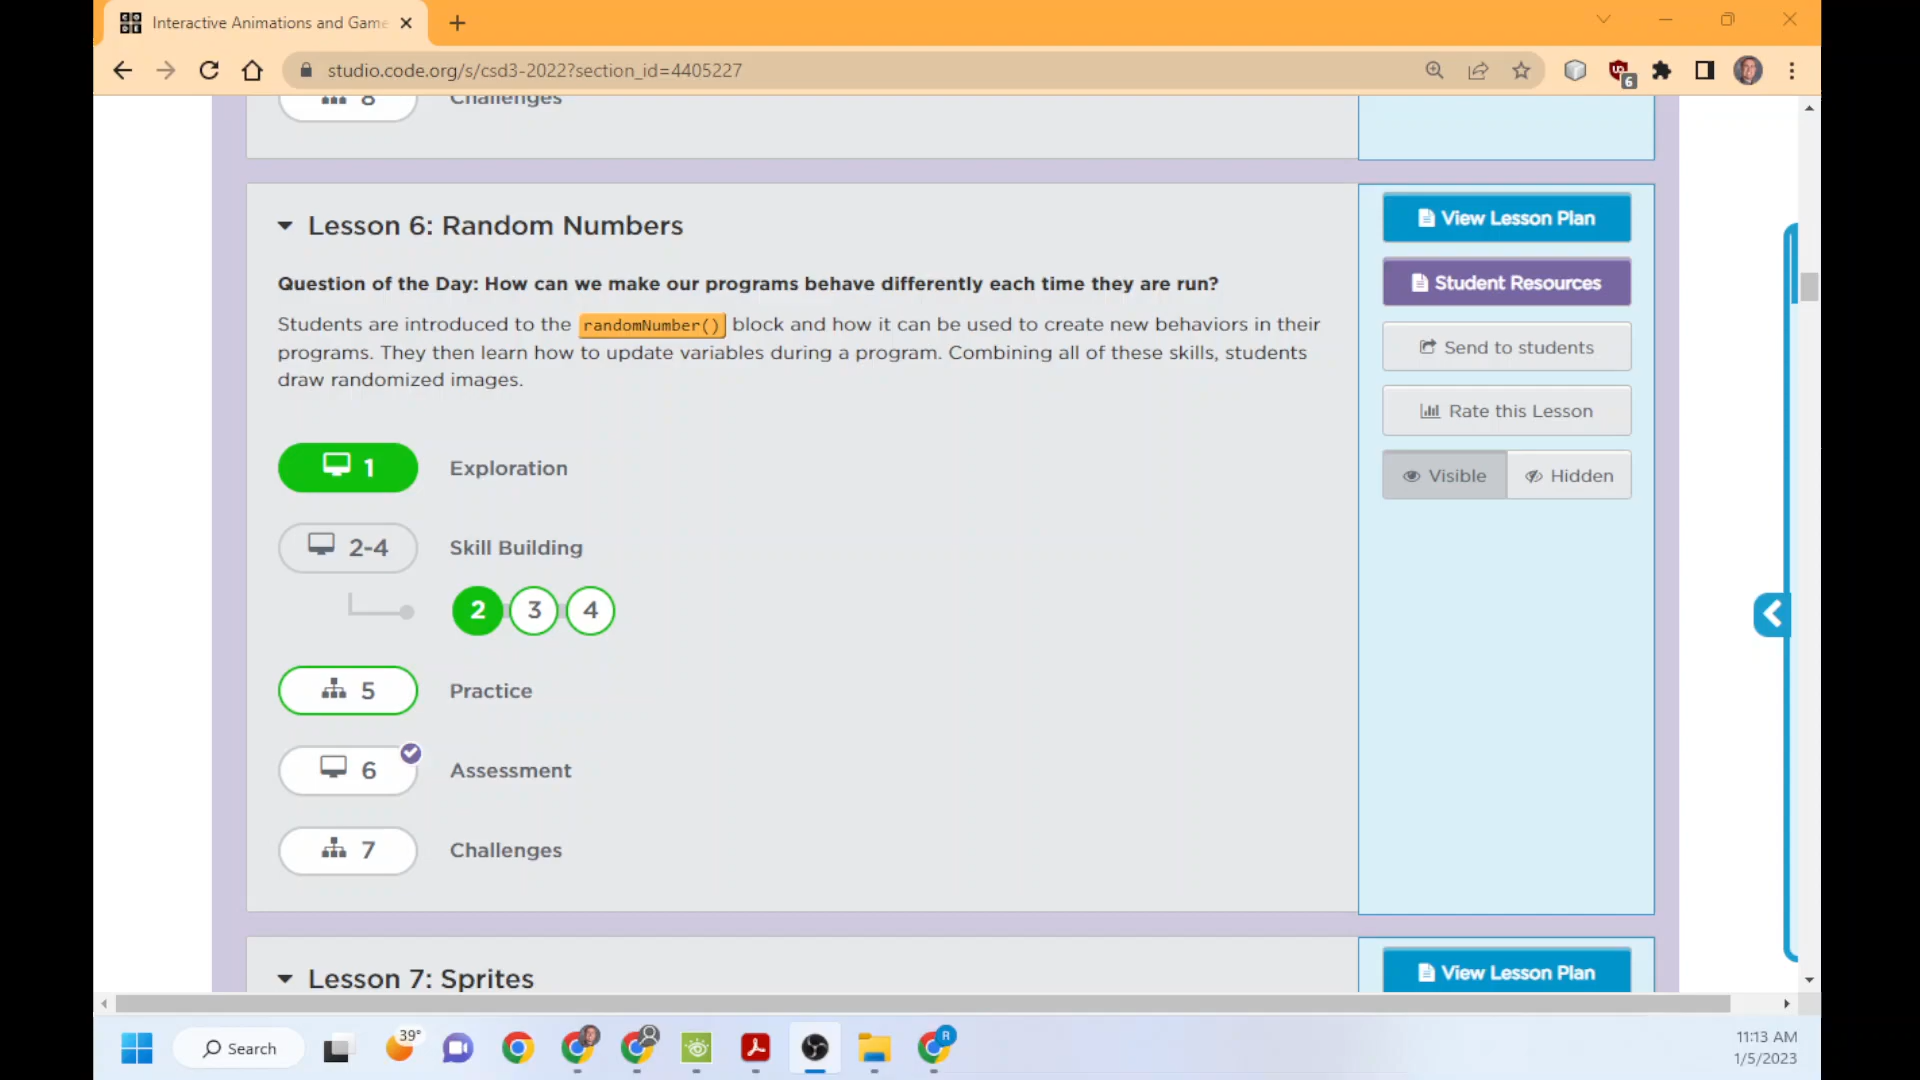 Interactive Animations and Game
studio.code.org/s/csd3-2022?section_id=4405227
6
8 Challenges
Lesson 6: Random Numbers
View Lesson Plan
Question of the Day: How can we make our programs behave differently each time they are run?
Student Resources
Students are introduced to the randomNumber() block and how it can be used to create new behaviors in their
programs. They then learn how to update variables during a program. Combining all of these skills, students
draw randomized images.
Send to students
Rate this Lesson
Visible Hidden
1 Exploration
2-4 Skill Building
2 3 4
5 Practice
6 Assessment
7 Challenges
Lesson 7: Sprites
View Lesson Plan
Search
39°
R
11:13 AM
1/5/2023